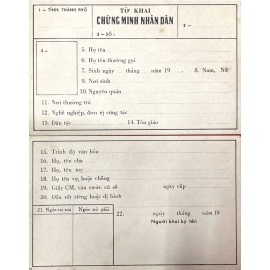 1 – TỈNH, THÀNH PHỐ
TỜ KHAI
CHỨNG MINH NHÂN DÂN
2 –
3 – SỐ
4 –
5. Họ tên
6. Họ tên thường gọi
7. Sinh ngày tháng năm 19 . 8. Nam, Nữ
9. Nơi sinh
10. Nguyên quán
11. Nơi thường trú
12. Nghề nghiệp, đơn vị công tác
13. Dân tộc 14. Tôn giáo
15. Trình độ văn hóa
16. Họ, tên cha
17. Họ, tên mẹ
18. Họ tên vợ, hoặc chồng
19. Giấy CM, căn cước cũ số ngày cấp
20. Dấu vết riêng hoặc dị hình
21. Ngón trỏ trái Ngón trỏ phải
22. ngày tháng năm 19
Người khai ký tên